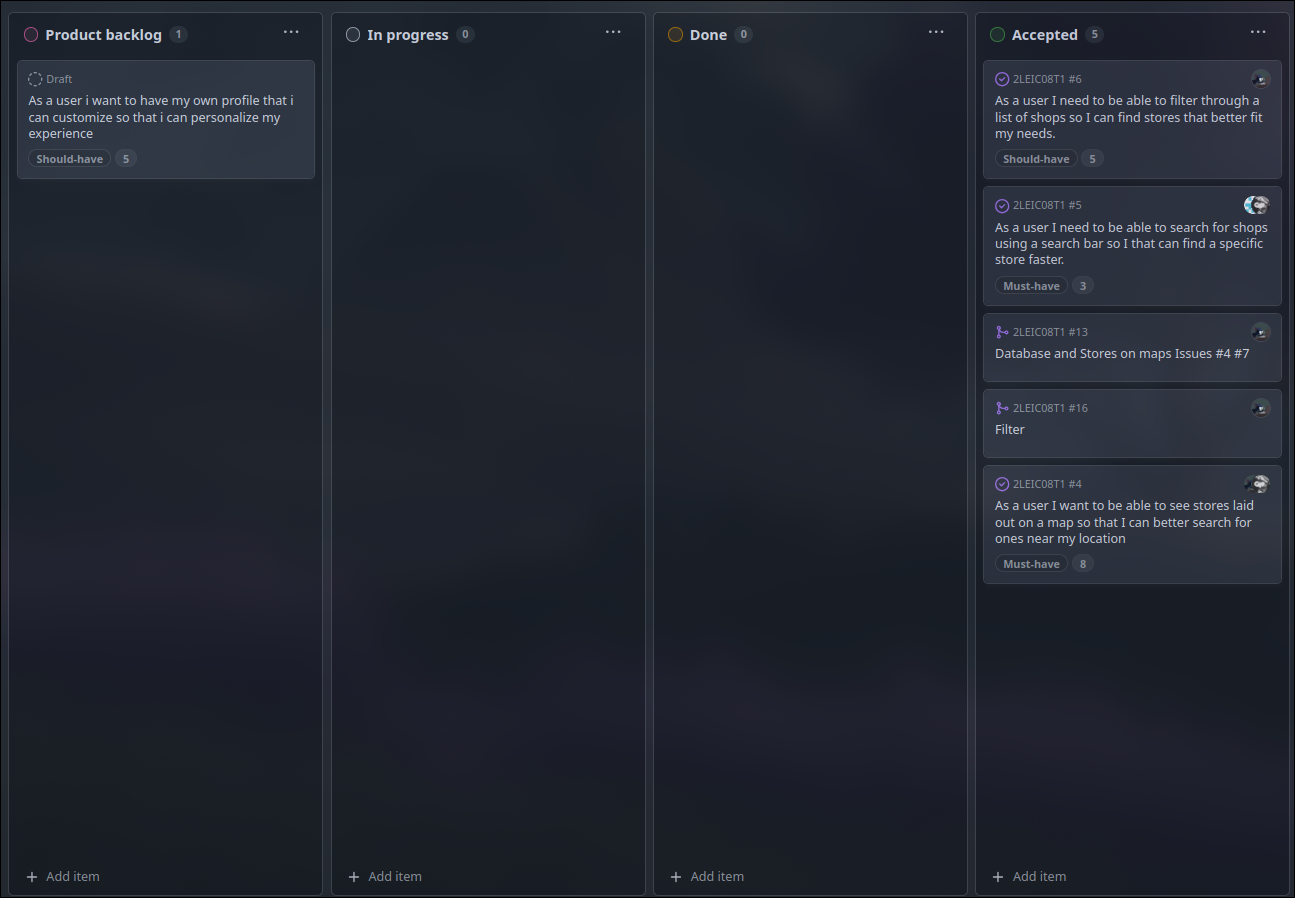 Product backlog 1 ...
Draft
As a user i want to have my own profile that i
can customize so that i can personalize my
experience
Should-have 5
+ Add item
In progress 0 ...
+ Add item
Done 0 ...
+ Add item
Accepted 5 ...
2LEIC08T1 #6
As a user I need to be able to filter through a
list of shops so I can find stores that better fit
my needs.
Should-have 5
2LEIC08T1 #5
As a user I need to be able to search for shops
using a search bar so I that can find a specific
store faster.
Must-have 3
2LEIC08T1 #13
Database and Stores on maps Issues #4 #7
2LEIC08T1 #16
Filter
2LEIC08T1 #4
As a user I want to be able to see stores laid
out on a map so that I can better search for
ones near my location
Must-have 8
+ Add item